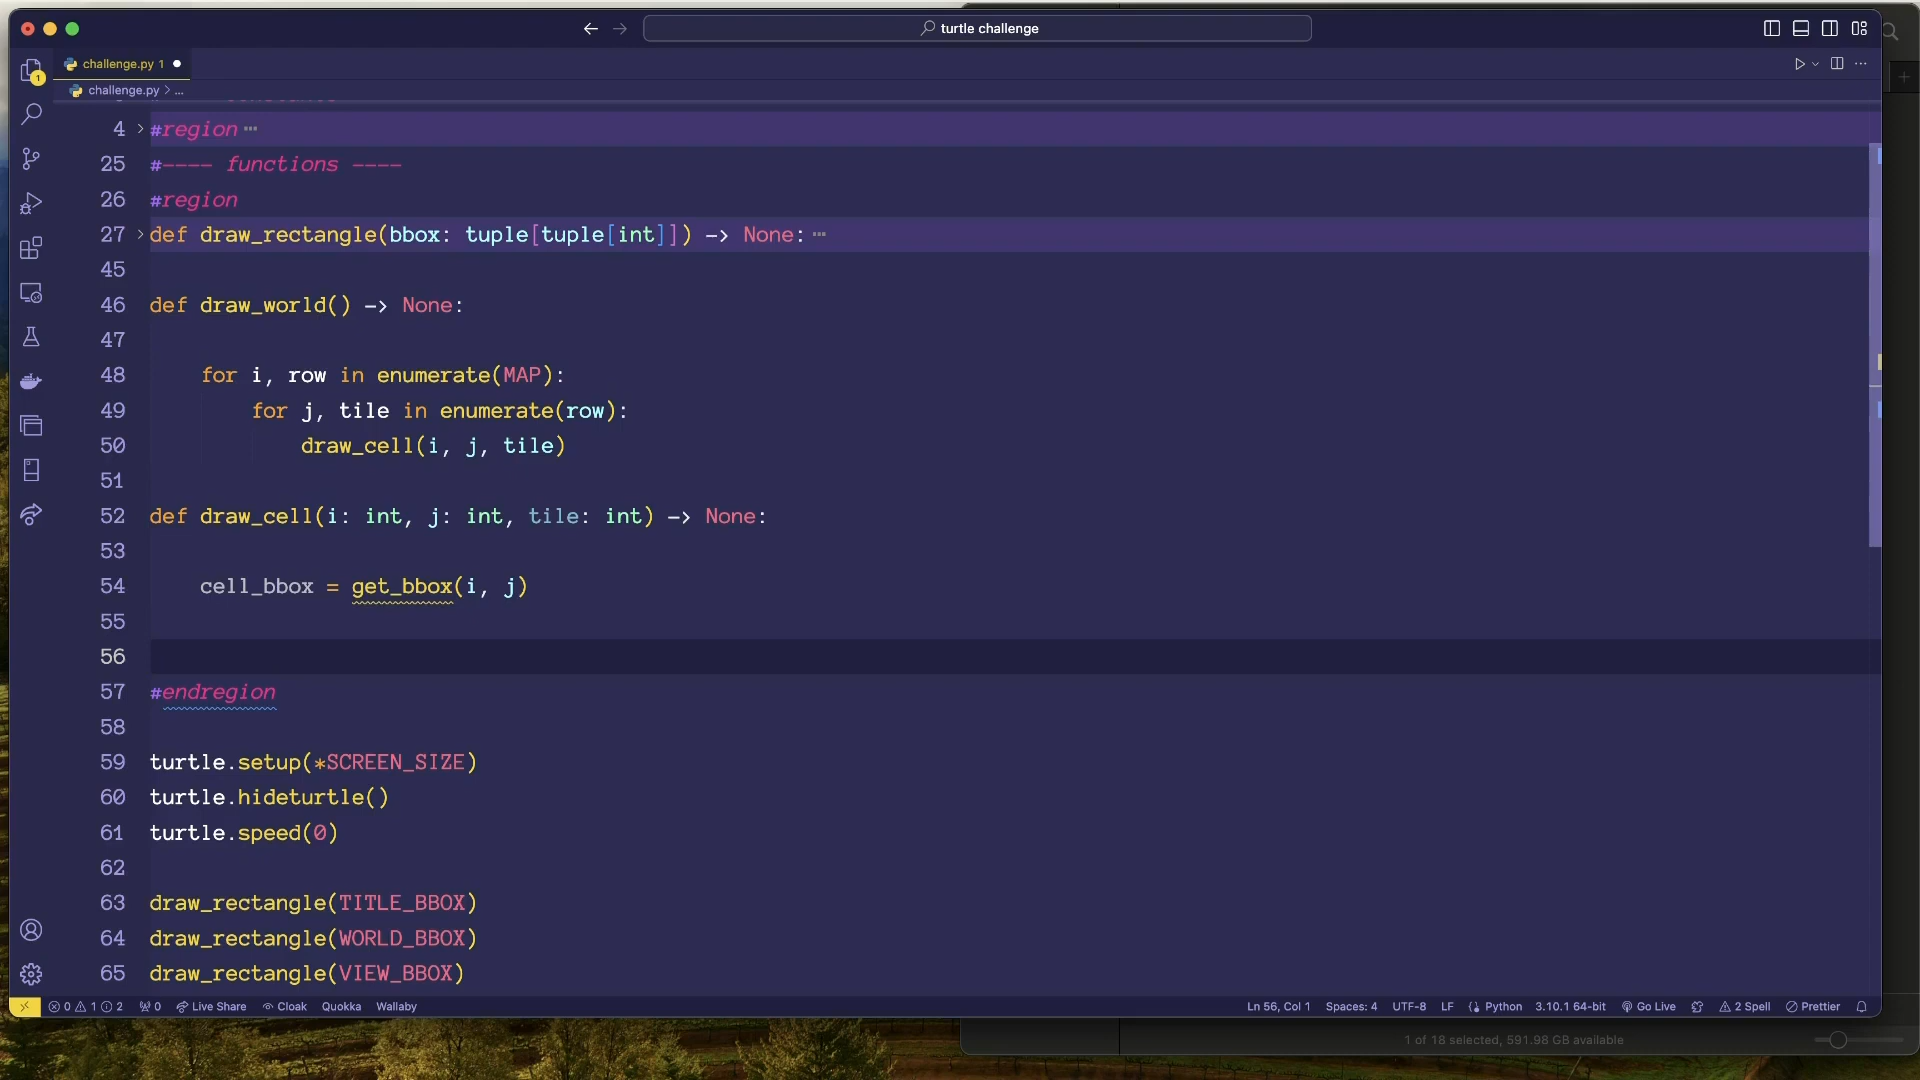 turtle challenge
challenge.py 1
challenge.py > ...
4 #region ...
25 #---- functions ----
26 #region
27 def draw_rectangle(bbox: tuple[tuple[int]]) -> None: ...
45
46 def draw_world() -> None:
47
48 for i, row in enumerate(MAP):
49 for j, tile in enumerate(row):
50 draw_cell(i, j, tile)
51
52 def draw_cell(i: int, j: int, tile: int) -> None:
53
54 cell_bbox = get_bbox(i, j)
55
56
57 #endregion
58
59 turtle.setup(*SCREEN_SIZE)
60 turtle.hideturtle()
61 turtle.speed(0)
62
63 draw_rectangle(TITLE_BBOX)
64 draw_rectangle(WORLD_BBOX)
65 draw_rectangle(VIEW_BBOX)
0 1 2 0 Live Share Cloak Quokka Wallaby Ln 56, Col 1 Spaces: 4 UTF-8 LF Python 3.10.1 64-bit Go Live 2 Spell Prettier
1 of 18 selected, 591.98 GB available